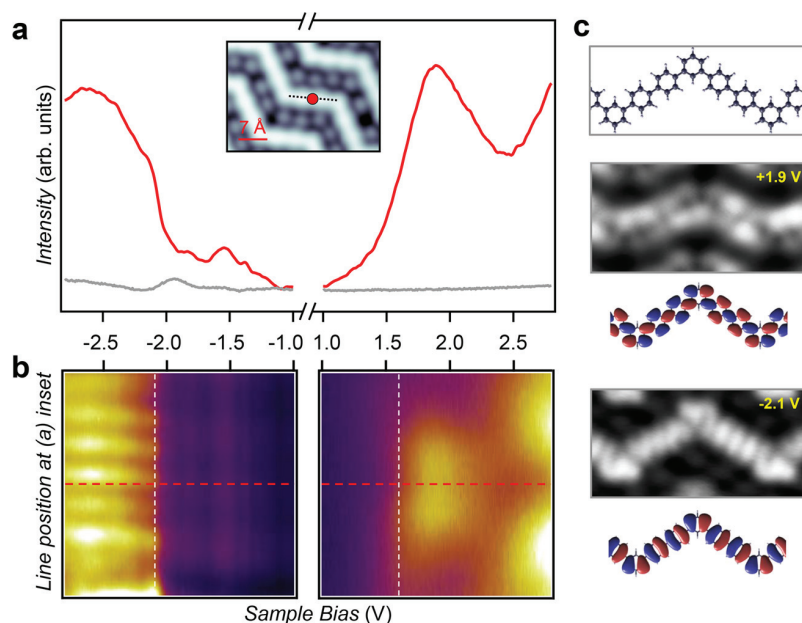 a
c
Intensity (arb. units)
7 Å
+1.9 V
-2.5 -2.0 -1.5 -1.0 1.0 1.5 2.0 2.5
b
Line position at (a) inset
-2.1 V
Sample Bias (V)